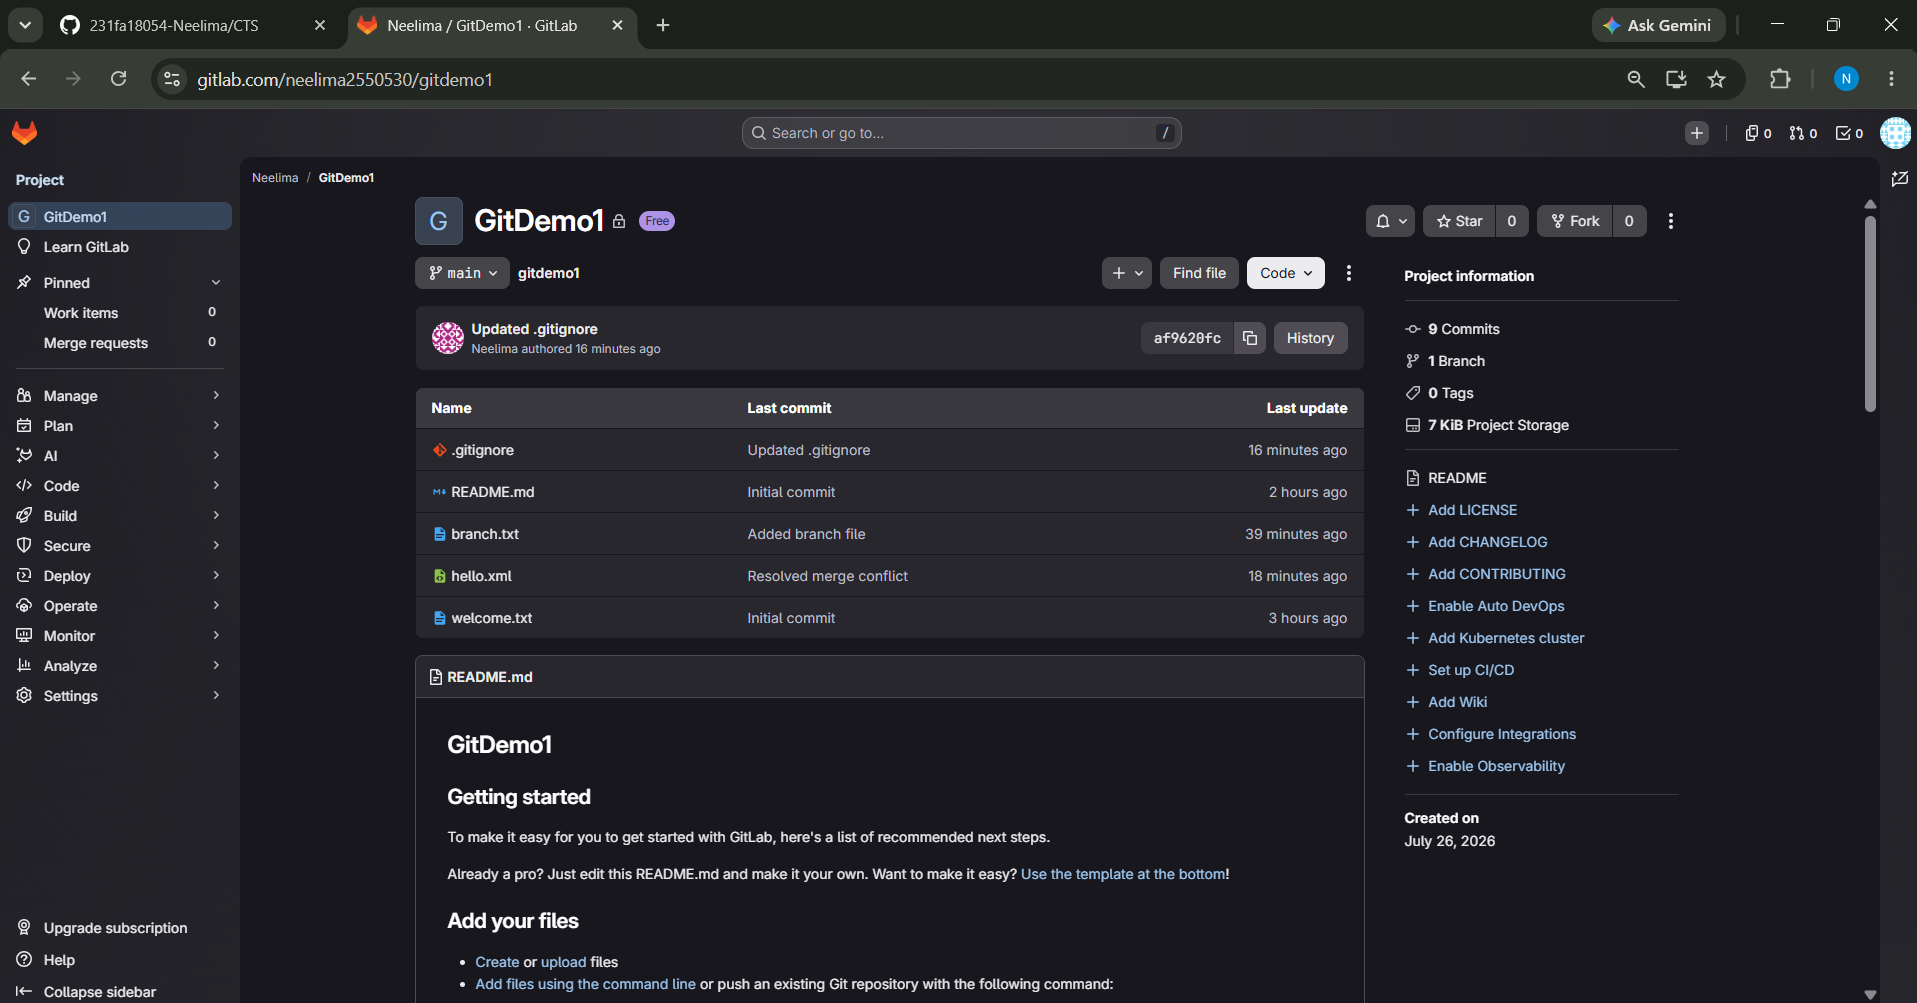 231fa18054-Neelima/CTS
Neelima / GitDemo1 · GitLab
Ask Gemini
gitlab.com/neelima2550530/gitdemo1
N
Search or go to...
/
0
0
0
Project
G GitDemo1
Learn GitLab
Pinned
Work items 0
Merge requests 0
Manage
Plan
AI
Code
Build
Secure
Deploy
Operate
Monitor
Analyze
Settings
Upgrade subscription
Help
Collapse sidebar
Neelima / GitDemo1
G GitDemo1 Free
Star 0
Fork 0
main gitdemo1
Find file
Code
Updated .gitignore
Neelima authored 16 minutes ago
af9620fc
History
Name Last commit Last update
.gitignore Updated .gitignore 16 minutes ago
M README.md Initial commit 2 hours ago
branch.txt Added branch file 39 minutes ago
hello.xml Resolved merge conflict 18 minutes ago
welcome.txt Initial commit 3 hours ago
README.md
GitDemo1
Getting started
To make it easy for you to get started with GitLab, here's a list of recommended next steps.
Already a pro? Just edit this README.md and make it your own. Want to make it easy? Use the template at the bottom!
Add your files
• Create or upload files
• Add files using the command line or push an existing Git repository with the following command:
Project information
9 Commits
1 Branch
0 Tags
7 KiB Project Storage
README
Add LICENSE
Add CHANGELOG
Add CONTRIBUTING
Enable Auto DevOps
Add Kubernetes cluster
Set up CI/CD
Add Wiki
Configure Integrations
Enable Observability
Created on
July 26, 2026